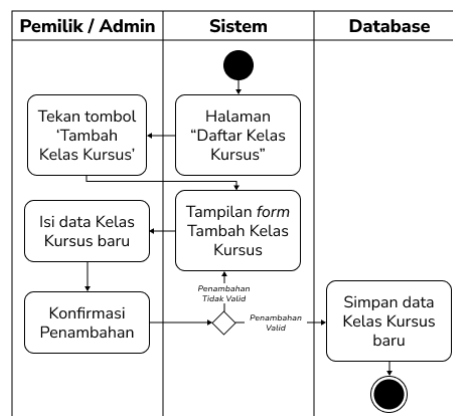 Pemilik / Admin
Sistem
Database
Tekan tombol
‘Tambah
Kelas Kursus’
Halaman
“Daftar Kelas
Kursus”
Isi data Kelas
Kursus baru
Tampilan form
Tambah Kelas
Kursus
Konfirmasi
Penambahan
Penambahan
Tidak Valid
Penambahan
Valid
Simpan data
Kelas Kursus
baru